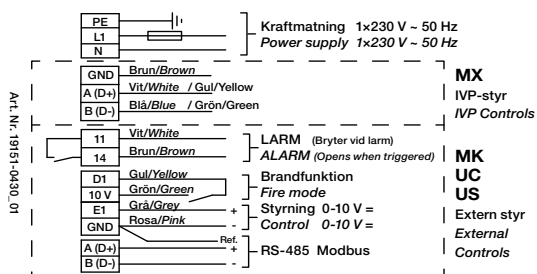 PE
L1
N
Kraftmatning 1×230 V ~ 50 Hz
Power supply 1×230 V ~ 50 Hz
GND
A (D+)
B (D-)
Brun/Brown
Vit/White / Gul/Yellow
Blå/Blue / Grön/Green
MX
IVP-styr
IVP Controls
Art. Nr. 19151-0430_01
11
14
Vit/White
Brun/Brown
LARM (Bryter vid larm)
ALARM (Opens when triggered)
D1
10 V
E1
GND
Gul/Yellow
Grön/Green
Grå/Grey
Rosa/Pink
Brandfunktion
Fire mode
+ Styrning 0-10 V =
- Control 0-10 V =
MK
UC
US
Extern styr
External
Controls
A (D+)
B (D-)
Ref.
+
-
RS-485 Modbus